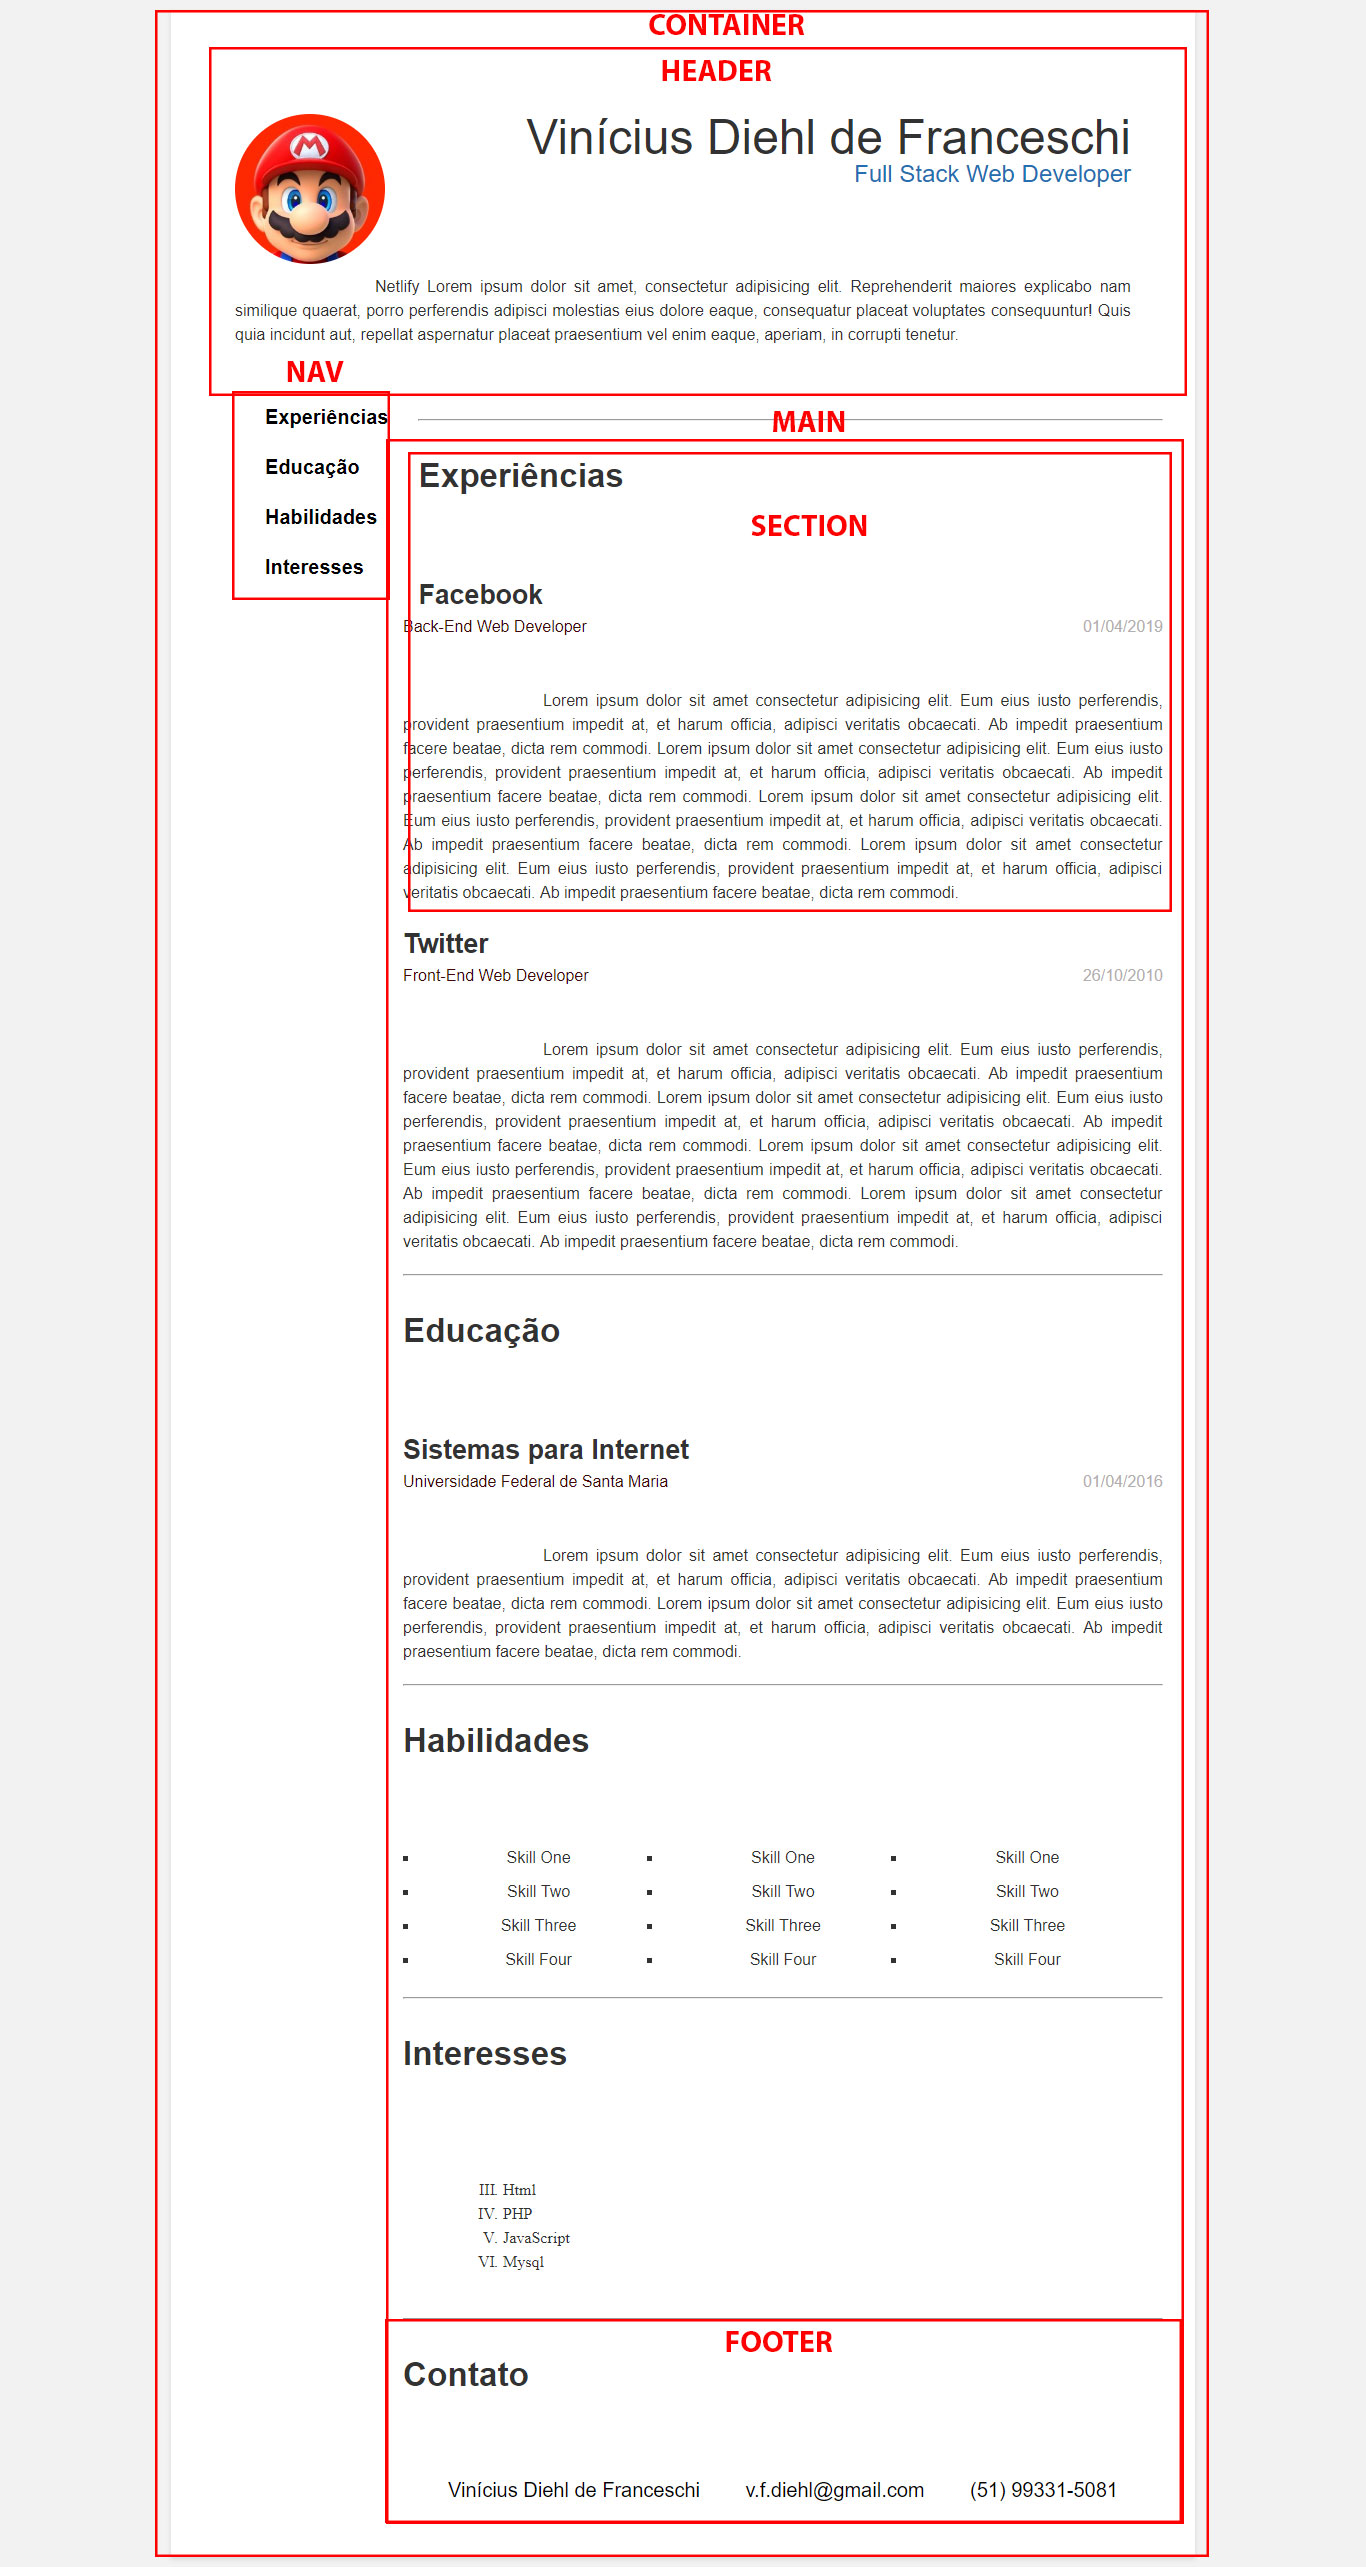 CONTAINER
HEADER
Vinícius Diehl de Franceschi
Full Stack Web Developer
Netlify Lorem ipsum dolor sit amet, consectetur adipisicing elit. Reprehenderit maiores explicabo nam
similique quaerat, porro perferendis adipisci molestias eius dolore eaque, consequatur placeat voluptates consequuntur! Quis
quia incidunt aut, repellat aspernatur placeat praesentium vel enim eaque, aperiam, in corrupti tenetur.
NAV
Experiências
Educação
Habilidades
Interesses
MAIN
Experiências
SECTION
Facebook
Back-End Web Developer 01/04/2019
Lorem ipsum dolor sit amet consectetur adipisicing elit. Eum eius iusto perferendis,
provident praesentium impedit at, et harum officia, adipisci veritatis obcaecati. Ab impedit praesentium
facere beatae, dicta rem commodi. Lorem ipsum dolor sit amet consectetur adipisicing elit. Eum eius iusto
perferendis, provident praesentium impedit at, et harum officia, adipisci veritatis obcaecati. Ab impedit
praesentium facere beatae, dicta rem commodi. Lorem ipsum dolor sit amet consectetur adipisicing elit.
Eum eius iusto perferendis, provident praesentium impedit at, et harum officia, adipisci veritatis obcaecati.
Ab impedit praesentium facere beatae, dicta rem commodi. Lorem ipsum dolor sit amet consectetur
adipisicing elit. Eum eius iusto perferendis, provident praesentium impedit at, et harum officia, adipisci
veritatis obcaecati. Ab impedit praesentium facere beatae, dicta rem commodi.
Twitter
Front-End Web Developer 26/10/2010
Lorem ipsum dolor sit amet consectetur adipisicing elit. Eum eius iusto perferendis,
provident praesentium impedit at, et harum officia, adipisci veritatis obcaecati. Ab impedit praesentium
facere beatae, dicta rem commodi. Lorem ipsum dolor sit amet consectetur adipisicing elit. Eum eius iusto
perferendis, provident praesentium impedit at, et harum officia, adipisci veritatis obcaecati. Ab impedit
praesentium facere beatae, dicta rem commodi. Lorem ipsum dolor sit amet consectetur adipisicing elit.
Eum eius iusto perferendis, provident praesentium impedit at, et harum officia, adipisci veritatis obcaecati.
Ab impedit praesentium facere beatae, dicta rem commodi. Lorem ipsum dolor sit amet consectetur
adipisicing elit. Eum eius iusto perferendis, provident praesentium impedit at, et harum officia, adipisci
veritatis obcaecati. Ab impedit praesentium facere beatae, dicta rem commodi.
Educação
Sistemas para Internet
Universidade Federal de Santa Maria 01/04/2016
Lorem ipsum dolor sit amet consectetur adipisicing elit. Eum eius iusto perferendis,
provident praesentium impedit at, et harum officia, adipisci veritatis obcaecati. Ab impedit praesentium
facere beatae, dicta rem commodi. Lorem ipsum dolor sit amet consectetur adipisicing elit. Eum eius iusto
perferendis, provident praesentium impedit at, et harum officia, adipisci veritatis obcaecati. Ab impedit
praesentium facere beatae, dicta rem commodi.
Habilidades
Skill One Skill One Skill One
Skill Two Skill Two Skill Two
Skill Three Skill Three Skill Three
Skill Four Skill Four Skill Four
Interesses
III. Html
IV. PHP
V. JavaScript
VI. Mysql
FOOTER
Contato
Vinícius Diehl de Franceschi v.f.diehl@gmail.com (51) 99331-5081